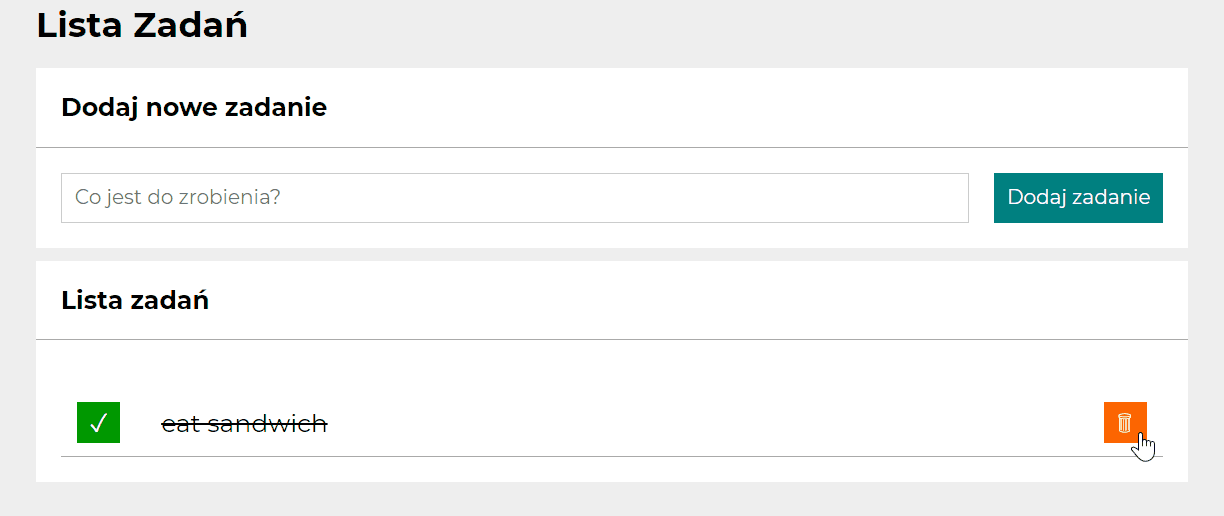 Lista Zadań
Dodaj nowe zadanie
Co jest do zrobienia?
Dodaj zadanie
Lista zadań
✓ eat sandwich